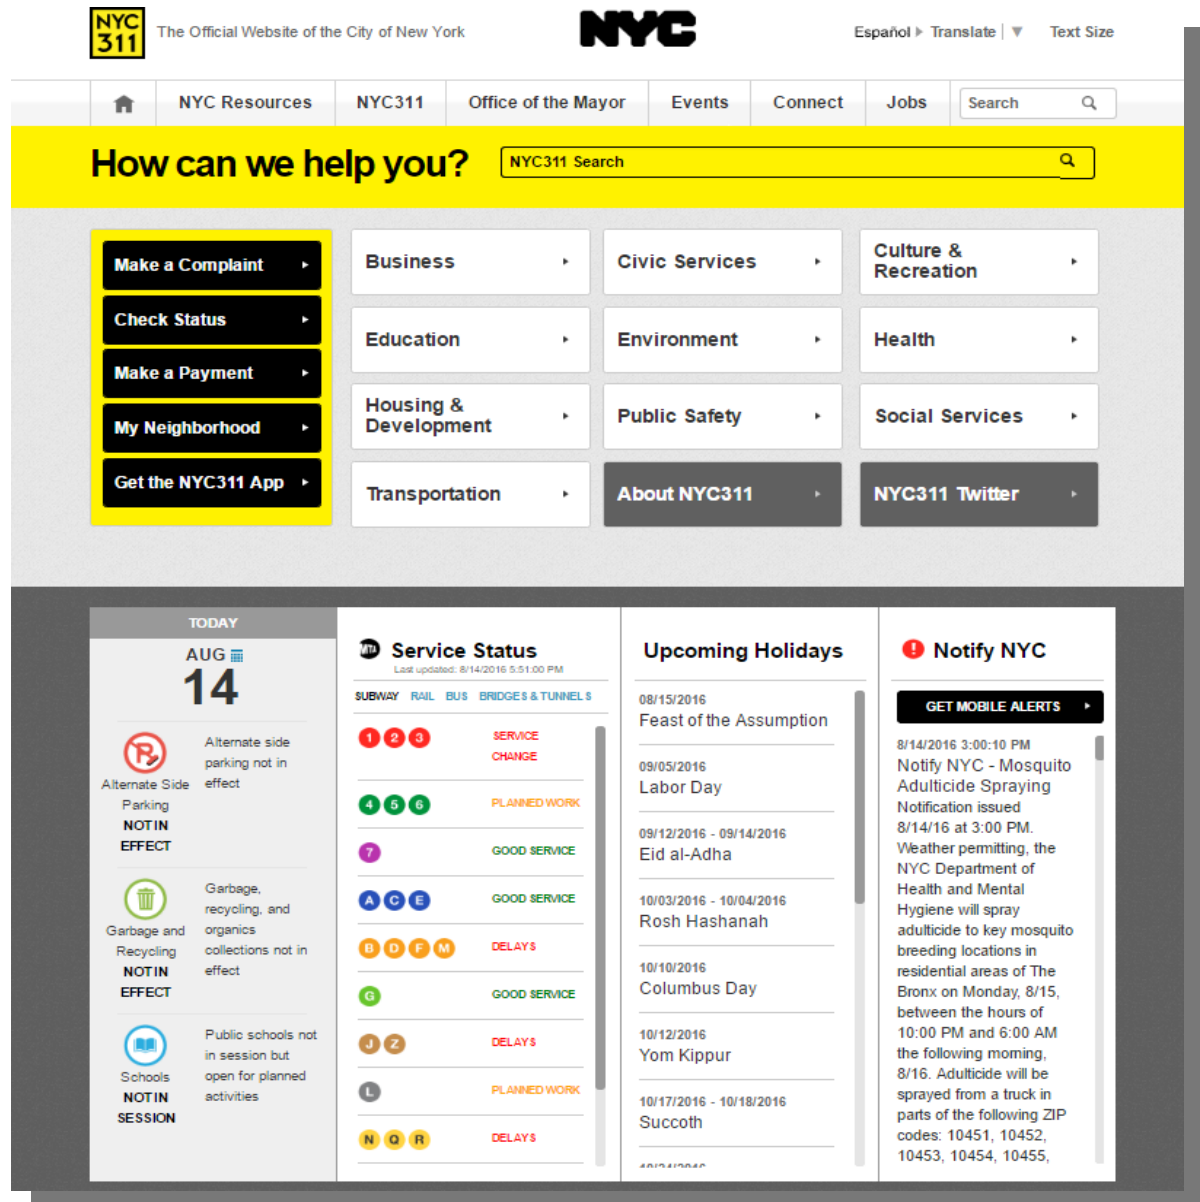 NYC
311
The Official Website of the City of New York
NYC
Español
Translate
Text Size
NYC Resources
NYC311
Office of the Mayor
Events
Connect
Jobs
Search
How can we help you?
NYC311 Search
Make a Complaint
Check Status
Make a Payment
My Neighborhood
Get the NYC311 App
Business
Civic Services
Culture &
Recreation
Education
Environment
Health
Housing &
Development
Public Safety
Social Services
Transportation
About NYC311
NYC311 Twitter
TODAY
AUG
14
Alternate Side
Parking
NOT IN
EFFECT
Alternate side
parking not in
effect
Garbage and
Recycling
NOT IN
EFFECT
Garbage,
recycling, and
organics
collections not in
effect
Schools
NOT IN
SESSION
Public schools not
in session but
open for planned
activities
MTA
Service Status
Last updated: 8/14/2016 5:51:00 PM
SUBWAY RAIL BUS BRIDGES & TUNNELS
1 2 3 SERVICE
CHANGE
4 5 6 PLANNED WORK
7 GOOD SERVICE
A C E GOOD SERVICE
B D F M DELAYS
G GOOD SERVICE
J Z DELAYS
L PLANNED WORK
N Q R DELAYS
Upcoming Holidays
08/15/2016
Feast of the Assumption
09/05/2016
Labor Day
09/12/2016 - 09/14/2016
Eid al-Adha
10/03/2016 - 10/04/2016
Rosh Hashanah
10/10/2016
Columbus Day
10/12/2016
Yom Kippur
10/17/2016 - 10/18/2016
Succoth
Notify NYC
GET MOBILE ALERTS
8/14/2016 3:00:10 PM
Notify NYC - Mosquito
Adulticide Spraying
Notification issued
8/14/16 at 3:00 PM.
Weather permitting, the
NYC Department of
Health and Mental
Hygiene will spray
adulticide to key mosquito
breeding locations in
residential areas of The
Bronx on Monday, 8/15,
between the hours of
10:00 PM and 6:00 AM
the following morning,
8/16. Adulticide will be
sprayed from a truck in
parts of the following ZIP
codes: 10451, 10452,
10453, 10454, 10455,